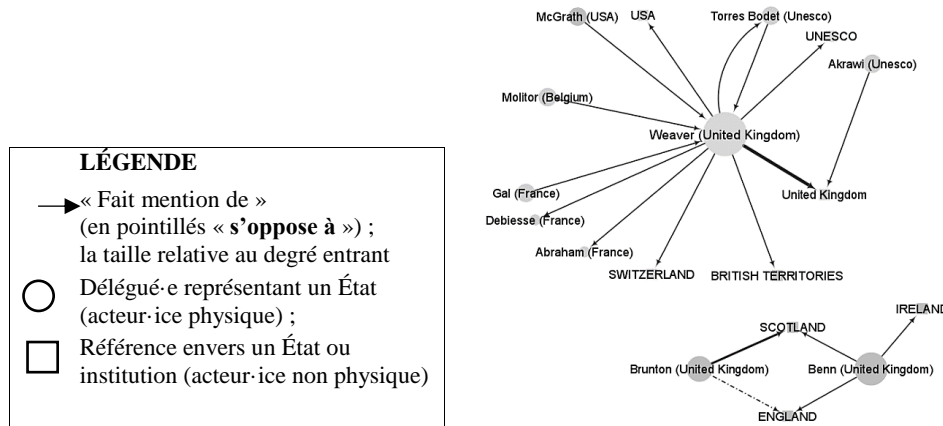 McGrath (USA)
USA
Torres Bodet (Unesco)
UNESCO
Akrawi (Unesco)
Molitor (Belgium)
Weaver (United Kingdom)
Gal (France)
United Kingdom
Debiesse (France)
Abraham (France)
SWITZERLAND
BRITISH TERRITORIES
IRELAND
SCOTLAND
Brunton (United Kingdom)
Benn (United Kingdom)
ENGLAND
LÉGENDE
« Fait mention de »
(en pointillés « s'oppose à ») ;
la taille relative au degré entrant
Délégué·e représentant un État
(acteur·ice physique) ;
Référence envers un État ou
institution (acteur·ice non physique)